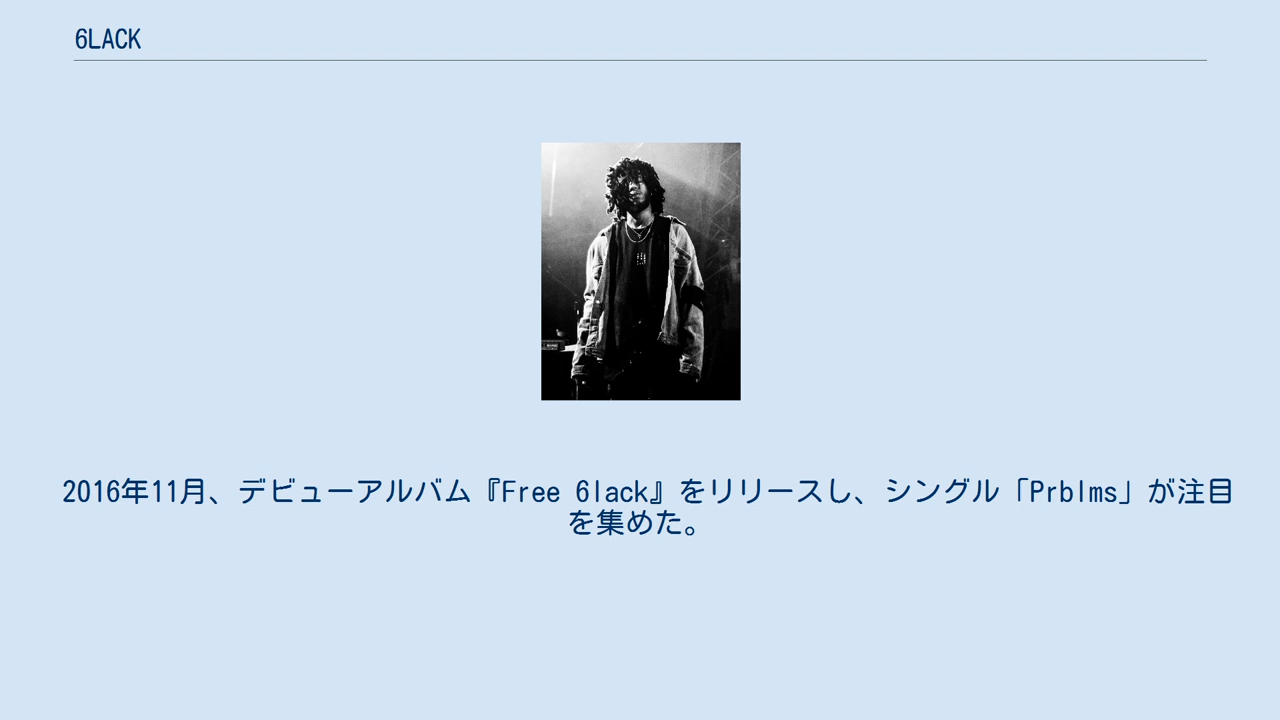 6LACK
2016年11月、デビューアルバム『Free 6lack』をリリースし、シングル「Prblms」が注目
を集めた。